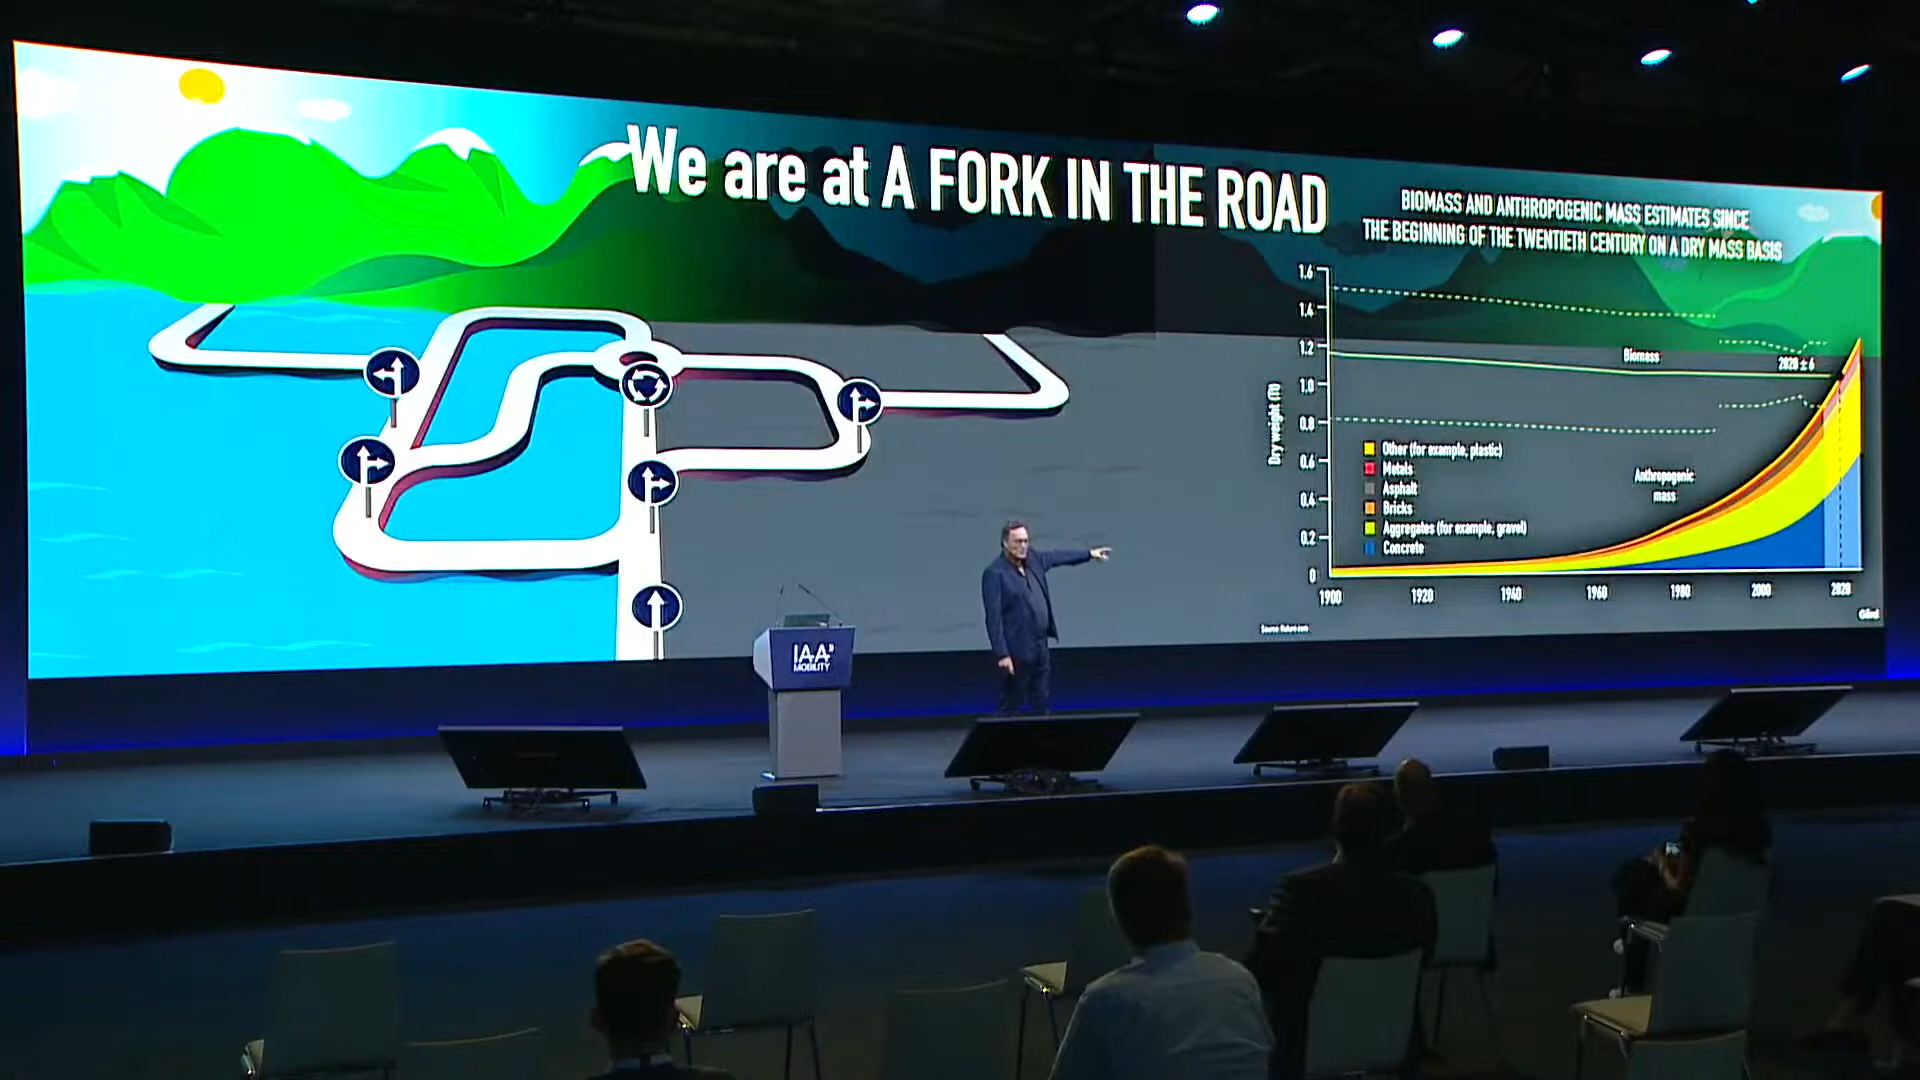 We are at A FORK IN THE ROAD
BIOMASS AND ANTHROPOGENIC MASS ESTIMATES SINCE
THE BEGINNING OF THE TWENTIETH CENTURY ON A DRY MASS BASIS
1.6
1.4
1.2
1.0
0.8
0.6
0.4
0.2
0
Dry weight (Tt)
Biomass
2020 ± 6
Other (for example, plastic)
Metals
Asphalt
Bricks
Aggregates (for example, gravel)
Concrete
Anthropogenic
mass
1900 1920 1940 1960 1980 2000 2020
Source: Nature.com
IAA
MOBILITY